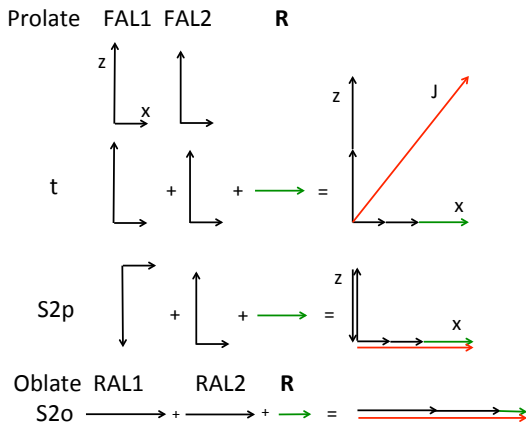 Prolate FAL1 FAL2 R
z x
z J
t + + = x
z
S2p + + = x
Oblate RAL1 RAL2 R
S2o + + =